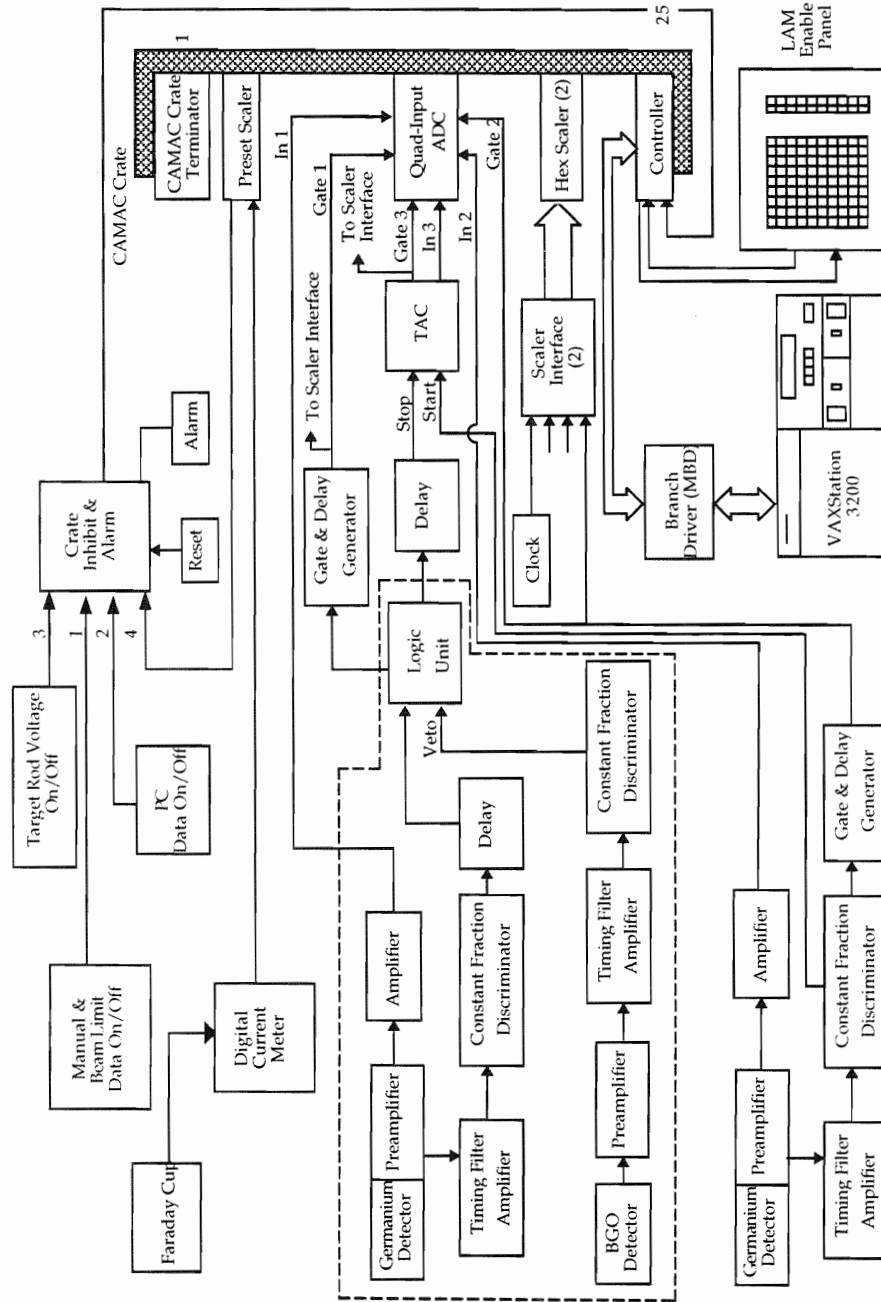 CAMAC Crate
1
25
Target Rod Voltage
On/Off
3
1
2
4
Crate
Inhibit &
Alarm
Alarm
Reset
CAMAC Crate
Terminator
Preset Scaler
Manual &
Beam Limit
Data On/Off
PC
Data On/Off
Faraday Cup
Digital
Current
Meter
In 1
Gate 1
To Scaler Interface
To Scaler
Interface
Gate 3
In 3
In 2
Gate 2
Quad-Input
ADC
Gate & Delay
Generator
Delay
Stop
Start
TAC
Logic
Unit
Veto
Germanium
Detector
Preamplifier
Amplifier
Timing Filter
Amplifier
Constant Fraction
Discriminator
Delay
BGO
Detector
Preamplifier
Timing Filter
Amplifier
Constant Fraction
Discriminator
Clock
Scaler
Interface
(2)
Hex Scaler (2)
Controller
Branch
Driver (MBD)
VAXStation
3200
LAM
Enable
Panel
Germanium
Detector
Preamplifier
Amplifier
Timing Filter
Amplifier
Constant Fraction
Discriminator
Gate & Delay
Generator